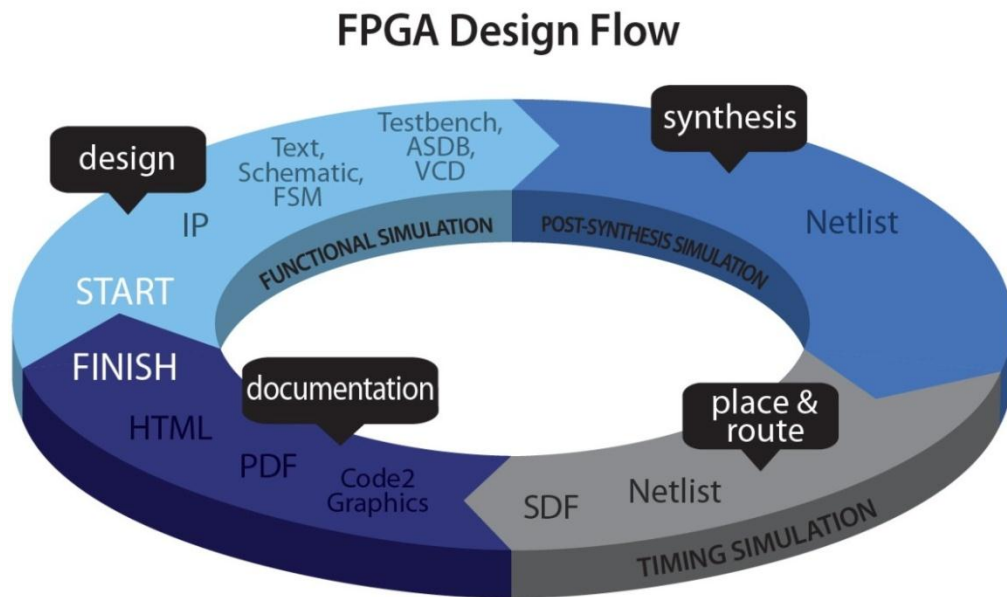 FPGA Design Flow
design
START
IP
Text,
Schematic,
FSM
Testbench,
ASDB,
VCD
FUNCTIONAL SIMULATION
synthesis
Netlist
POST-SYNTHESIS SIMULATION
place &
route
Netlist
SDF
TIMING SIMULATION
documentation
Code2
Graphics
PDF
HTML
FINISH